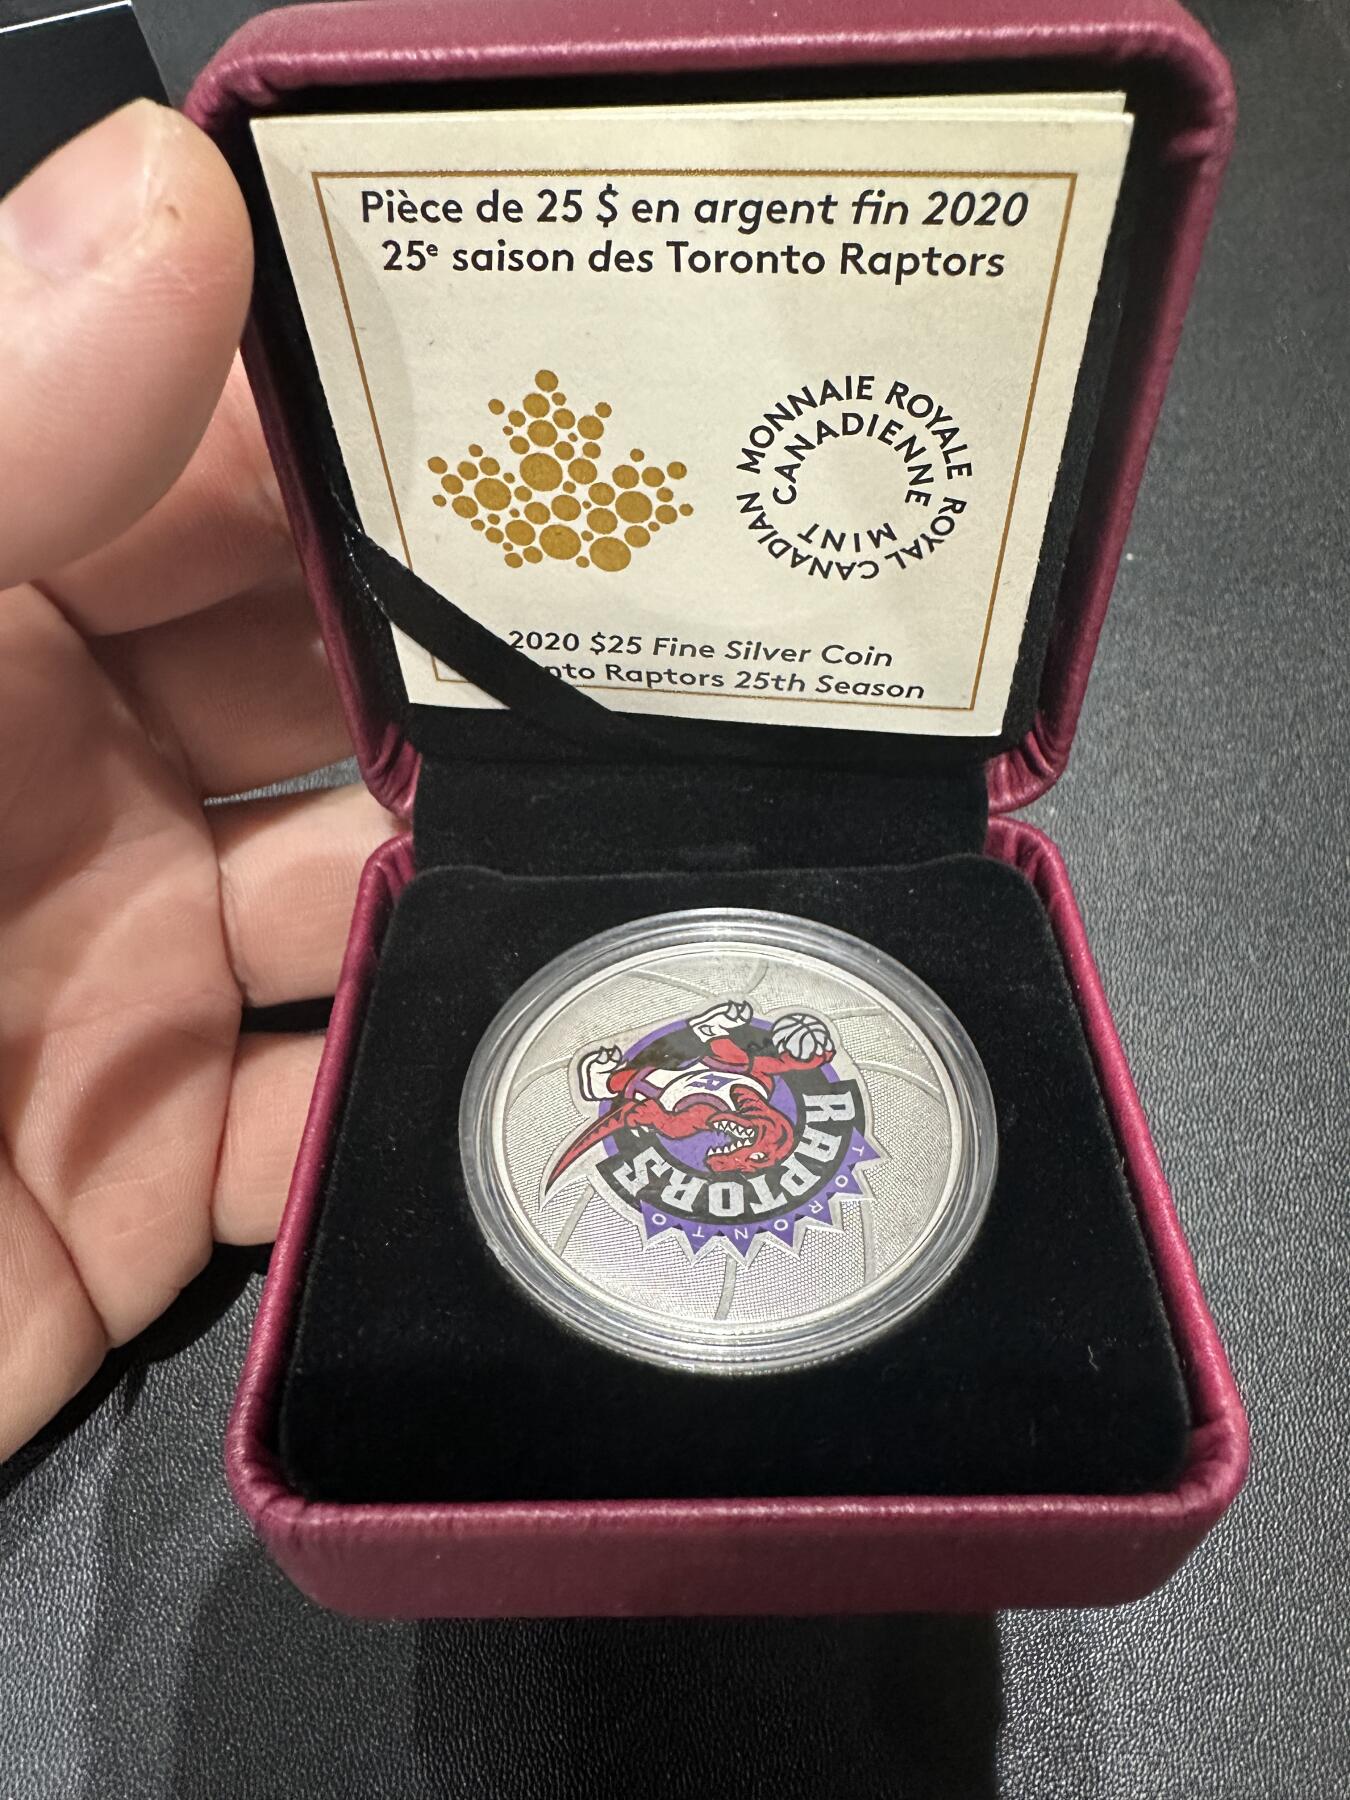 Pièce de 25 $ en argent fin 2020
25e saison des Toronto Raptors
MONNAIE ROYALE CANADIENNE
ROYAL CANADIAN MINT
2020 $25 Fine Silver Coin
Raptors 25th Season
RAPTORS
TORONTO